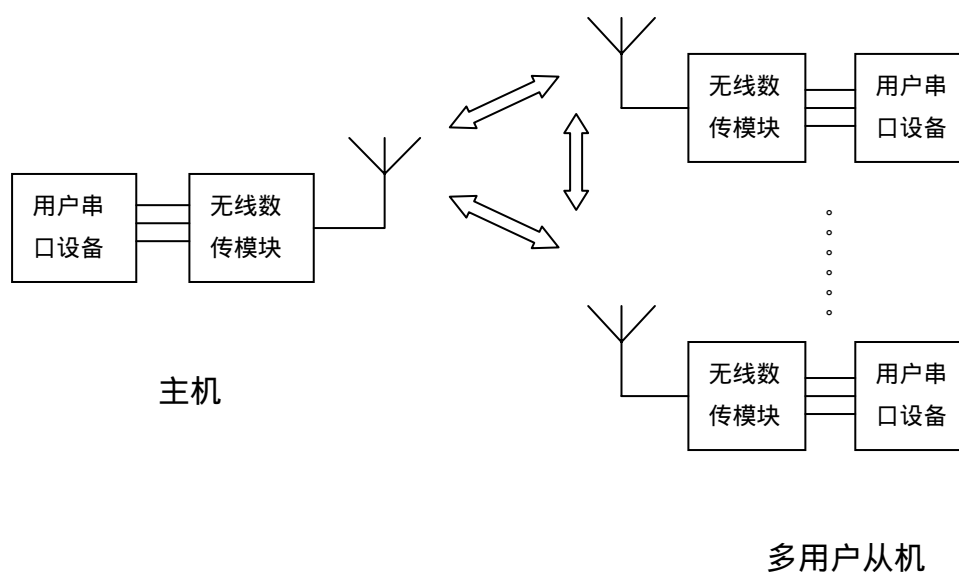 用户串
口设备
无线数
传模块
主机
无线数
传模块
用户串
口设备
无线数
传模块
用户串
口设备
多用户从机